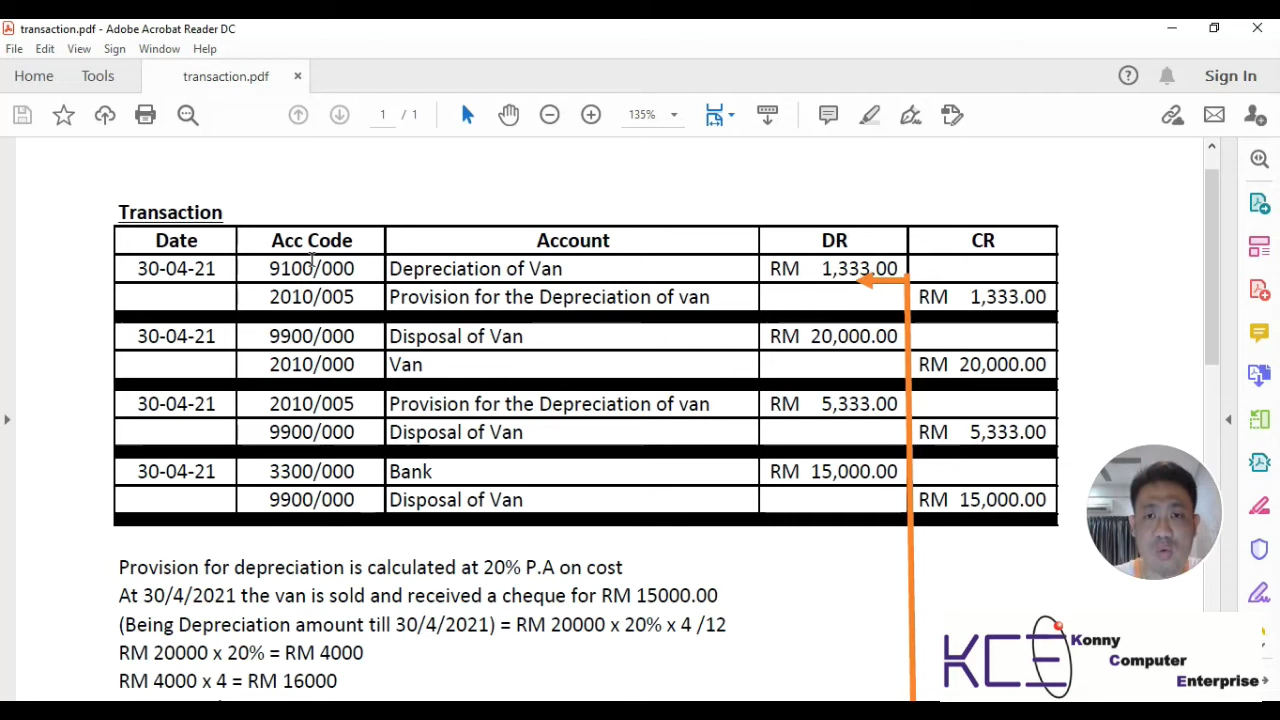 transaction.pdf - Adobe Acrobat Reader DC
File Edit View Sign Window Help
Home Tools transaction.pdf Sign In
1 / 1 135%
Transaction
Date Acc Code Account DR CR
30-04-21 9100/000 Depreciation of Van RM 1,333.00
2010/005 Provision for the Depreciation of van RM 1,333.00
30-04-21 9900/000 Disposal of Van RM 20,000.00
2010/000 Van RM 20,000.00
30-04-21 2010/005 Provision for the Depreciation of van RM 5,333.00
9900/000 Disposal of Van RM 5,333.00
30-04-21 3300/000 Bank RM 15,000.00
9900/000 Disposal of Van RM 15,000.00
Provision for depreciation is calculated at 20% P.A on cost
At 30/4/2021 the van is sold and received a cheque for RM 15000.00
(Being Depreciation amount till 30/4/2021) = RM 20000 x 20% x 4 /12
RM 20000 x 20% = RM 4000
RM 4000 x 4 = RM 16000
KCE
Konny
Computer
Enterprise